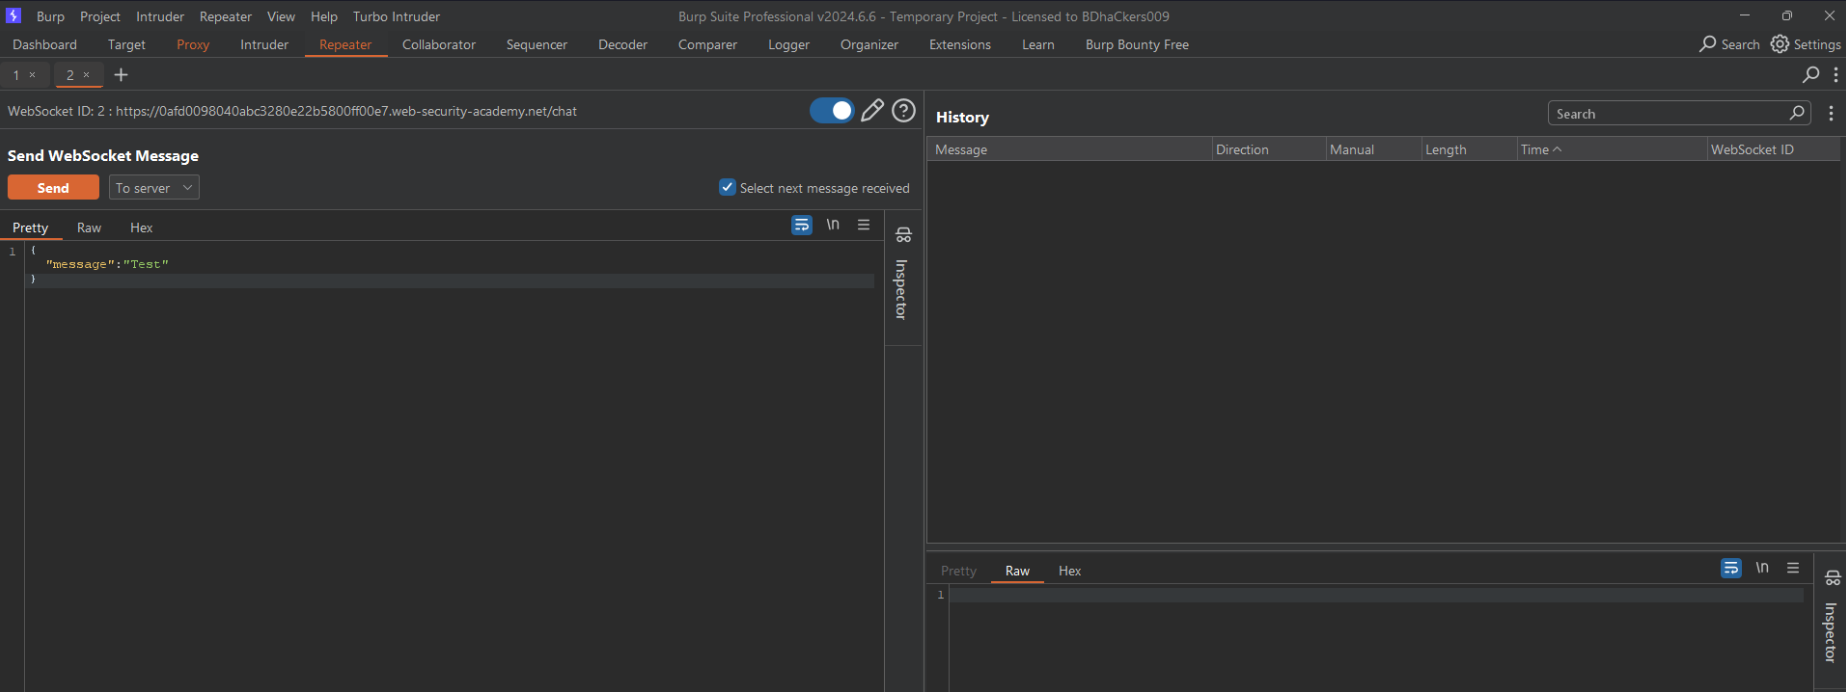 Burp Project Intruder Repeater View Help Turbo Intruder Burp Suite Professional v2024.6.6 - Temporary Project - Licensed to BDhaCkers009
Dashboard Target Proxy Intruder Repeater Collaborator Sequencer Decoder Comparer Logger Organizer Extensions Learn Burp Bounty Free Search Settings
1 × 2 × +
WebSocket ID: 2 : https://0afd0098040abc3280e22b5800ff00e7.web-security-academy.net/chat
History Search
Message Direction Manual Length Time WebSocket ID
Send WebSocket Message
Send To server Select next message received
Pretty Raw Hex \n
1 {
"message":"Test"
}
Inspector
Pretty Raw Hex \n
1
Inspector